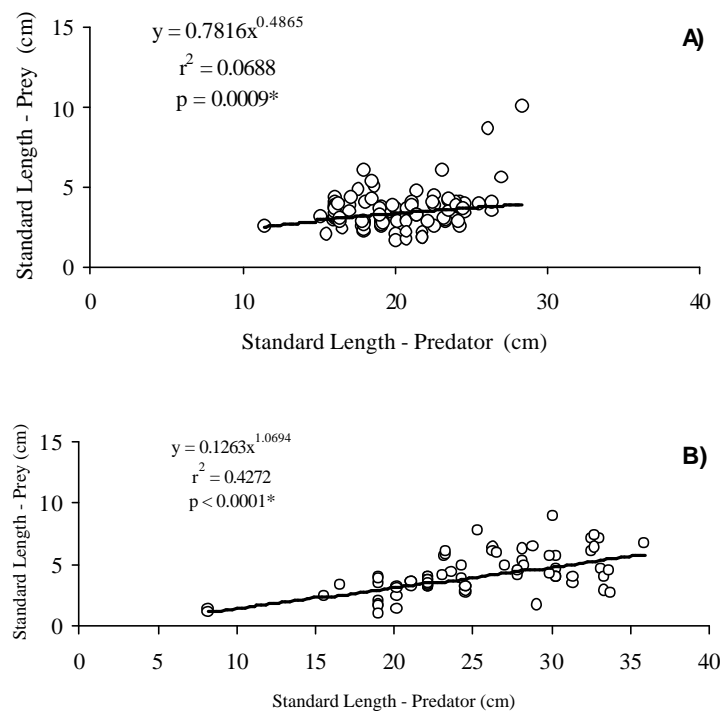 y = 0.7816x^0.4865
r^2 = 0.0688
p = 0.0009*
A)
Standard Length - Prey (cm)
15
10
5
0
0 10 20 30 40
Standard Length - Predator (cm)
y = 0.1263x^1.0694
r^2 = 0.4272
p < 0.0001*
B)
Standard Length - Prey (cm)
15
10
5
0
0 5 10 15 20 25 30 35 40
Standard Length - Predator (cm)